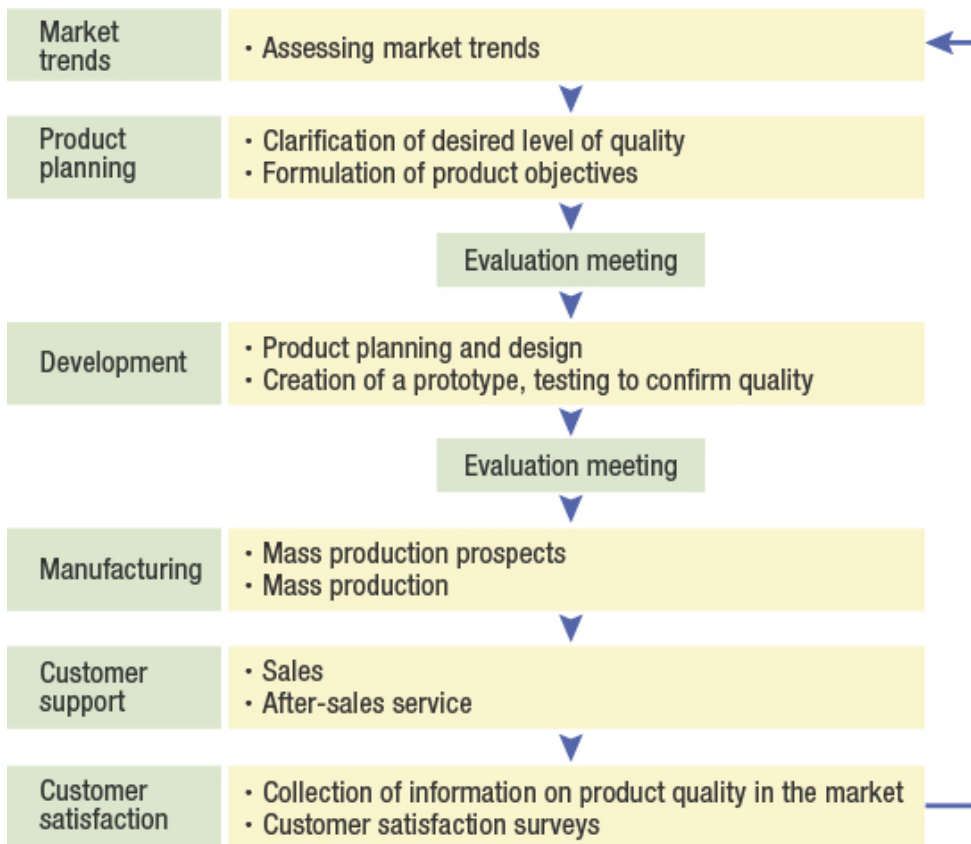 Market
trends
・Assessing market trends
Product
planning
・Clarification of desired level of quality
・Formulation of product objectives
Evaluation meeting
Development
・Product planning and design
・Creation of a prototype, testing to confirm quality
Evaluation meeting
Manufacturing
・Mass production prospects
・Mass production
Customer
support
・Sales
・After-sales service
Customer
satisfaction
・Collection of information on product quality in the market
・Customer satisfaction surveys